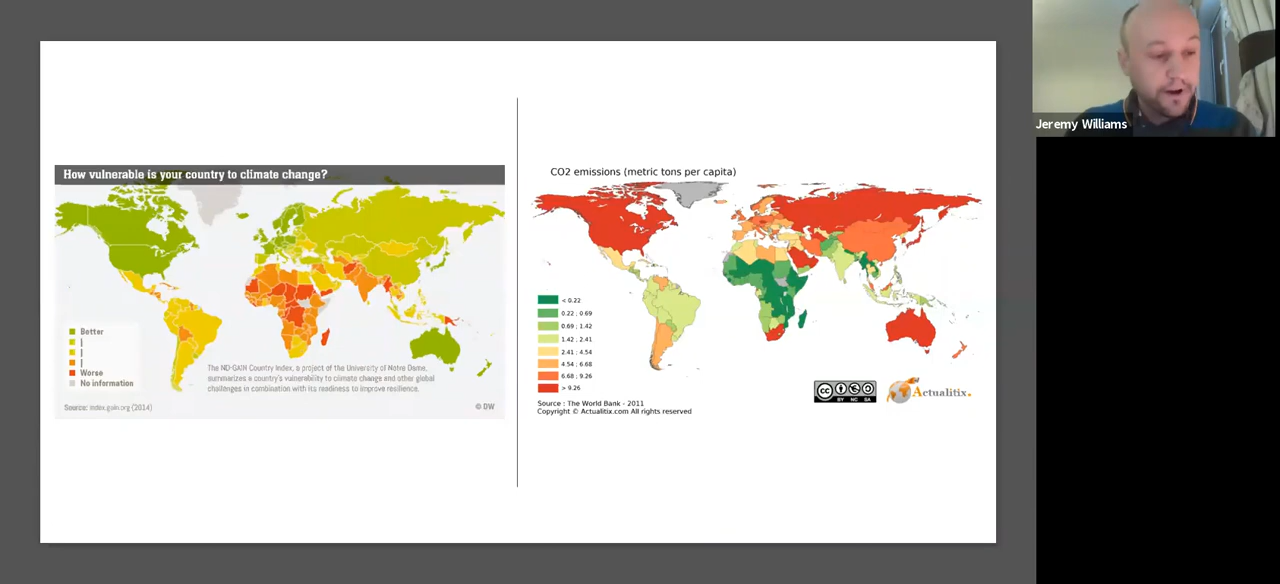 How vulnerable is your country to climate change?
Better
|
|
|
Worse
No information
The ND-GAIN Country Index, a project of the University of Notre Dame,
summarizes a country's vulnerability to climate change and other global
challenges in combination with its readiness to improve resilience.
Source: index.gain.org (2014)
© DW
CO2 emissions (metric tons per capita)
< 0.22
0.22 ; 0.69
0.69 ; 1.42
1.42 ; 2.41
2.41 ; 4.54
4.54 ; 6.68
6.68 ; 9.26
> 9.26
Source : The World Bank - 2011
Copyright © Actualitix.com All rights reserved
CC
BY NC SA
Actualitix.
Jeremy Williams